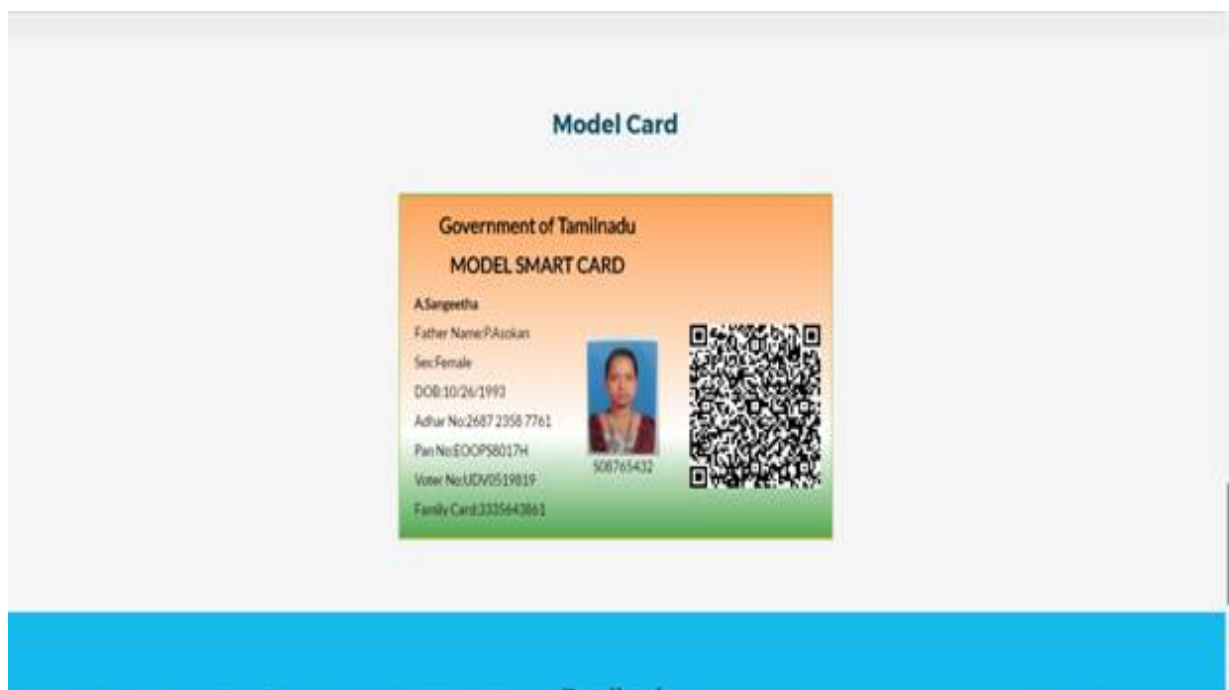 Model Card
Government of Tamilnadu
MODEL SMART CARD
A.Sangeetha
Father Name:P.Asokan
Sex:Female
DOB:10/26/1993
Adhar No:2687 2358 7761
Pan No:EOOPS8017H
Voter No:UDV0519819
Family Card:3335643861
508765432